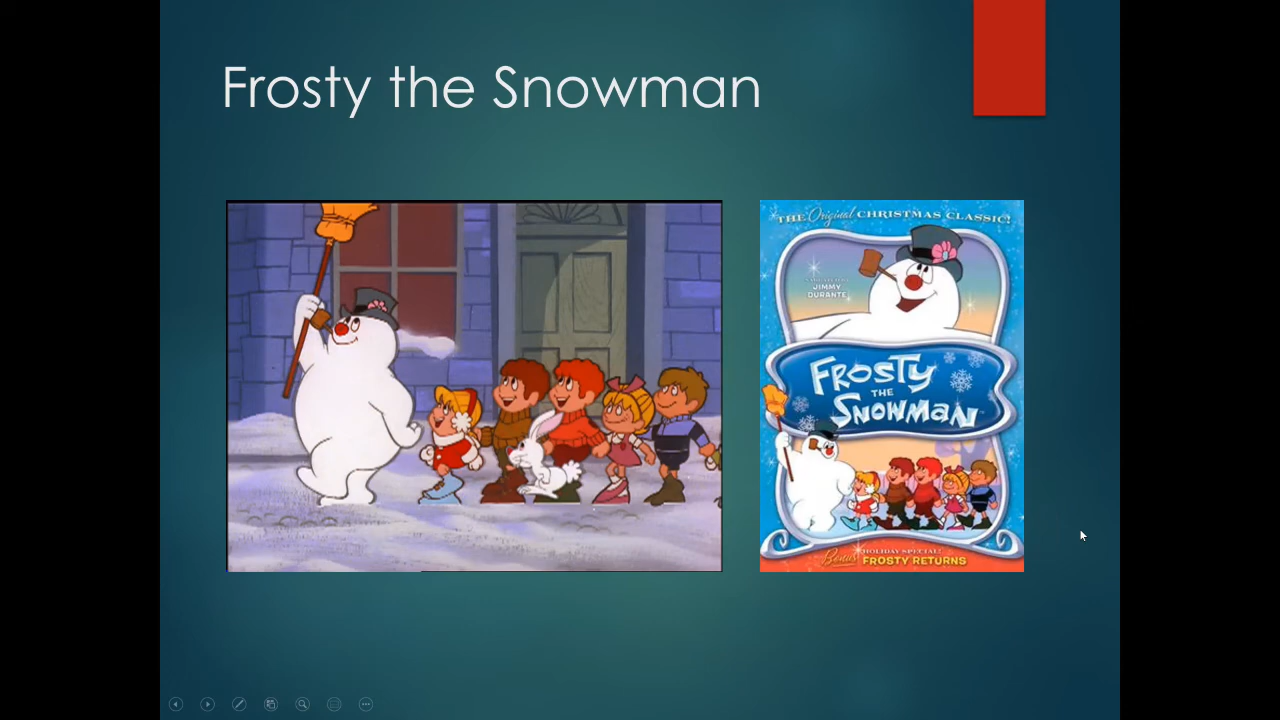 Frosty the Snowman
THE Original CHRISTMAS CLASSIC!
JIMMY
DURANTE
FROSTY
THE
SNOWMAN
Bonus HOLIDAY SPECIAL!
FROSTY RETURNS